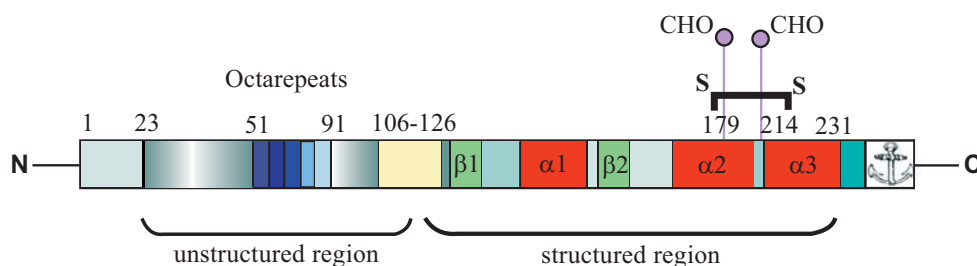 CHO CHO
Octarepeats
S S
1 23 51 91 106-126 179 214 231
N β1 α1 β2 α2 α3 C
unstructured region structured region